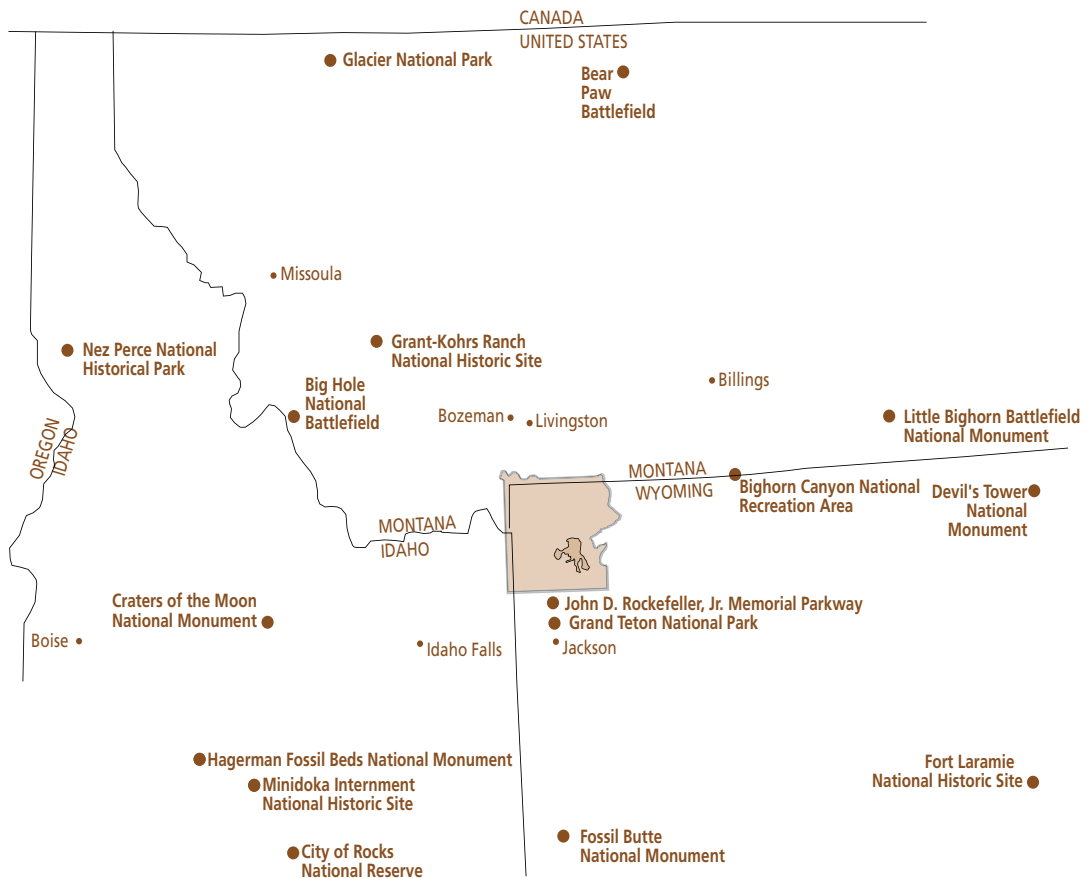 CANADA
UNITED STATES
Glacier National Park
Bear
Paw
Battlefield
Missoula
Nez Perce National
Historical Park
Grant-Kohrs Ranch
National Historic Site
Big Hole
National
Battlefield
Billings
Bozeman
Livingston
Little Bighorn Battlefield
National Monument
OREGON
IDAHO
MONTANA
WYOMING
Bighorn Canyon National
Recreation Area
Devil's Tower
National
Monument
MONTANA
IDAHO
Craters of the Moon
National Monument
John D. Rockefeller, Jr. Memorial Parkway
Grand Teton National Park
Boise
Idaho Falls
Jackson
Hagerman Fossil Beds National Monument
Minidoka Internment
National Historic Site
Fort Laramie
National Historic Site
City of Rocks
National Reserve
Fossil Butte
National Monument